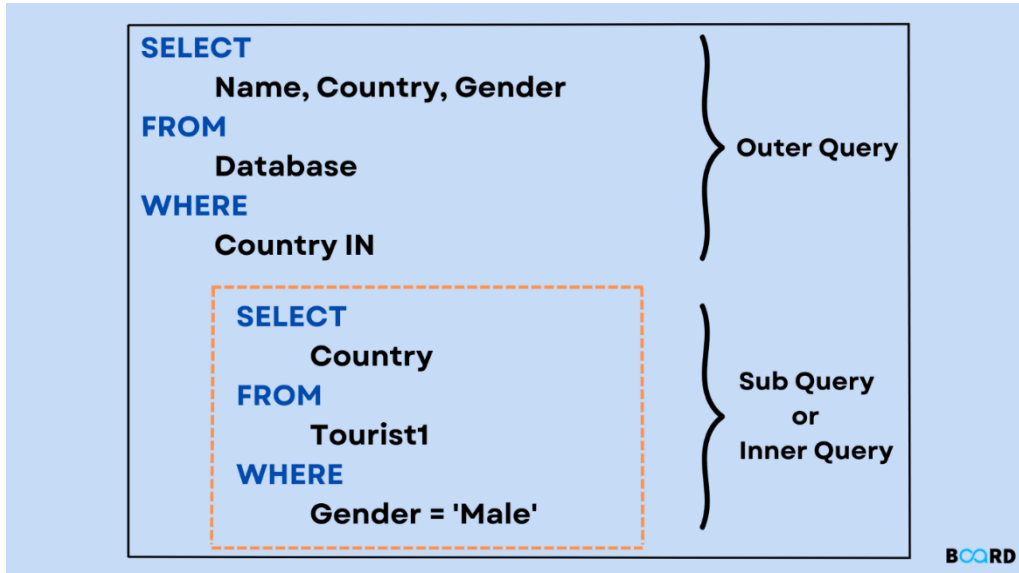 SELECT
Name, Country, Gender
FROM
Database
WHERE
Country IN
Outer Query
SELECT
Country
FROM
Tourist1
WHERE
Gender = 'Male'
Sub Query
or
Inner Query
BOARD